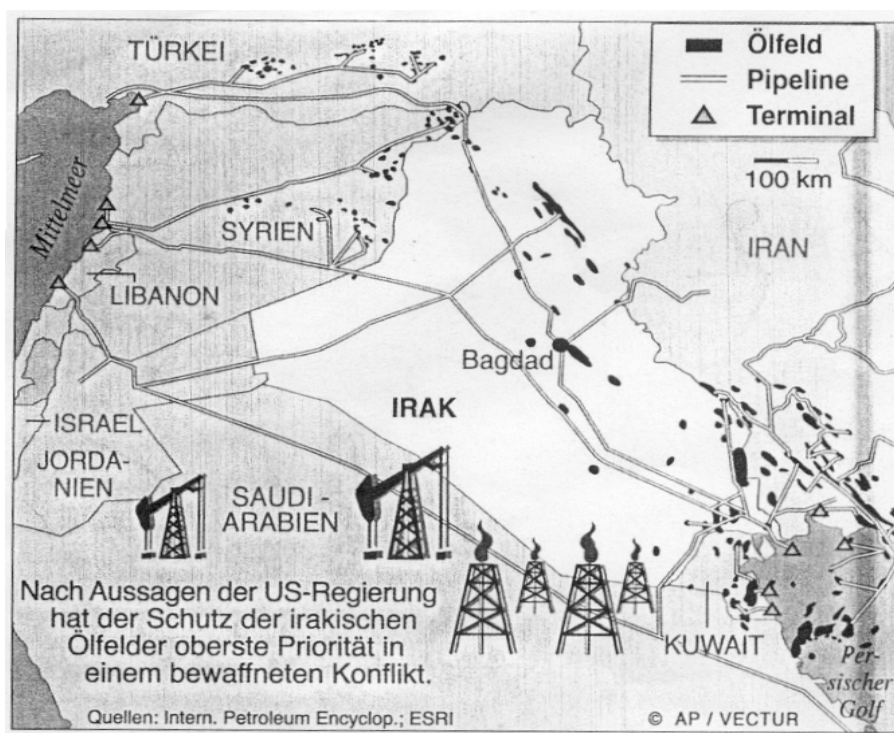 TÜRKEI
Ölfeld
Pipeline
Terminal
100 km
Mittelmeer
SYRIEN
IRAN
LIBANON
Bagdad
IRAK
ISRAEL
JORDA-
NIEN
SAUDI-
ARABIEN
Nach Aussagen der US-Regierung
hat der Schutz der irakischen
Ölfelder oberste Priorität in
einem bewaffneten Konflikt.
KUWAIT
Per-
sischer
Golf
Quellen: Intern. Petroleum Encyclop.; ESRI
© AP / VECTUR